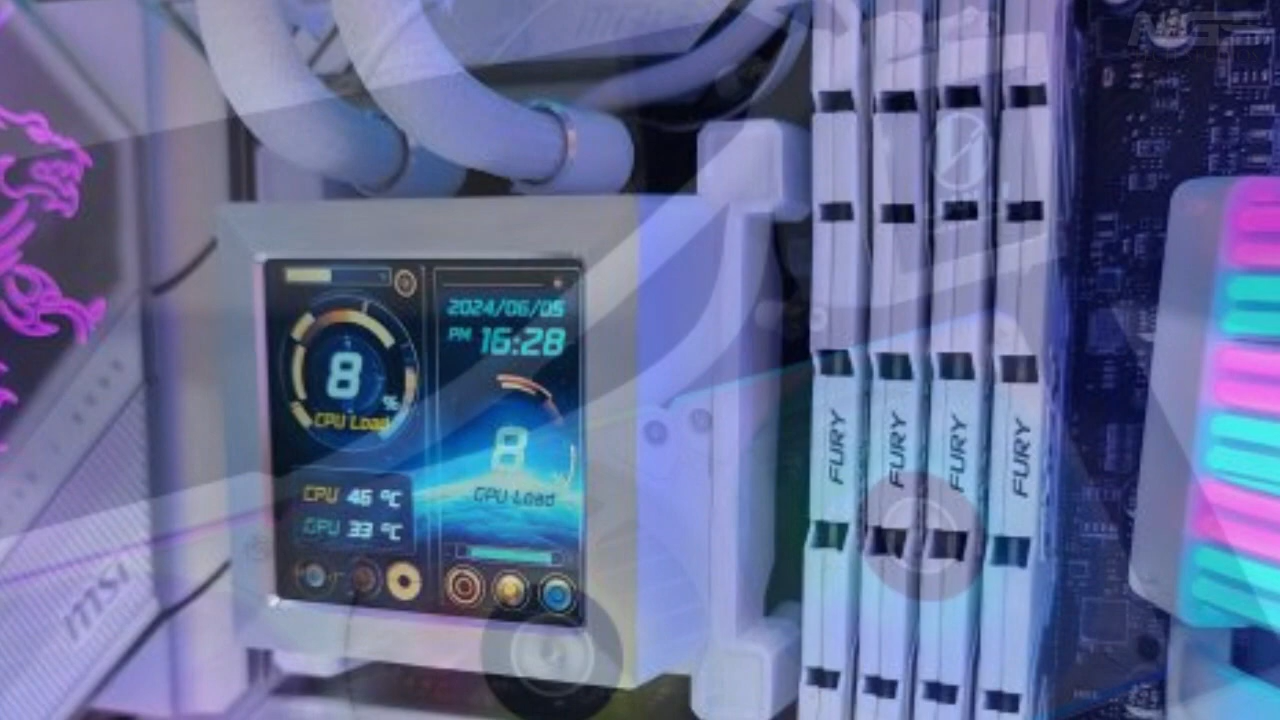 2024/06/05
PM 16:28
8
%
CPU Load
8
GPU Load
CPU 46 °C
GPU 33 °C
FURY
FURY
FURY
FURY
msi